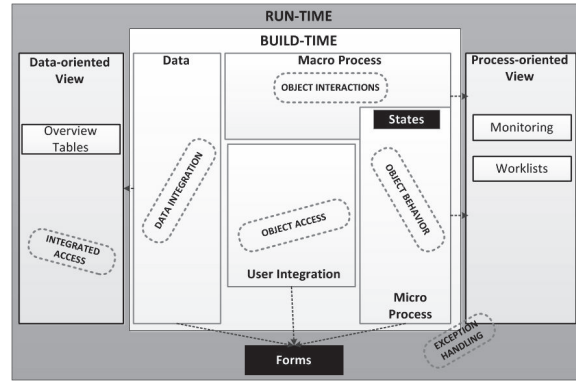 RUN-TIME
BUILD-TIME
Data-oriented
View
Overview
Tables
INTEGRATED
ACCESS
Data
DATA INTEGRATION
Macro Process
OBJECT INTERACTIONS
States
OBJECT BEHAVIOR
Micro
Process
OBJECT ACCESS
User Integration
Process-oriented
View
Monitoring
Worklists
EXCEPTION
HANDLING
Forms